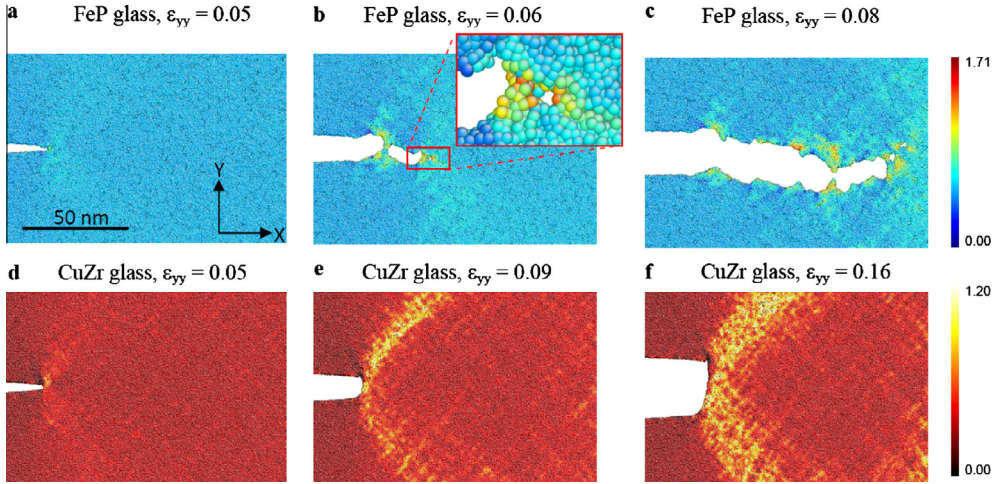 a FeP glass, εyy = 0.05
b FeP glass, εyy = 0.06
c FeP glass, εyy = 0.08
1.71
Y
50 nm
X
0.00
d CuZr glass, εyy = 0.05
e CuZr glass, εyy = 0.09
f CuZr glass, εyy = 0.16
1.20
0.00